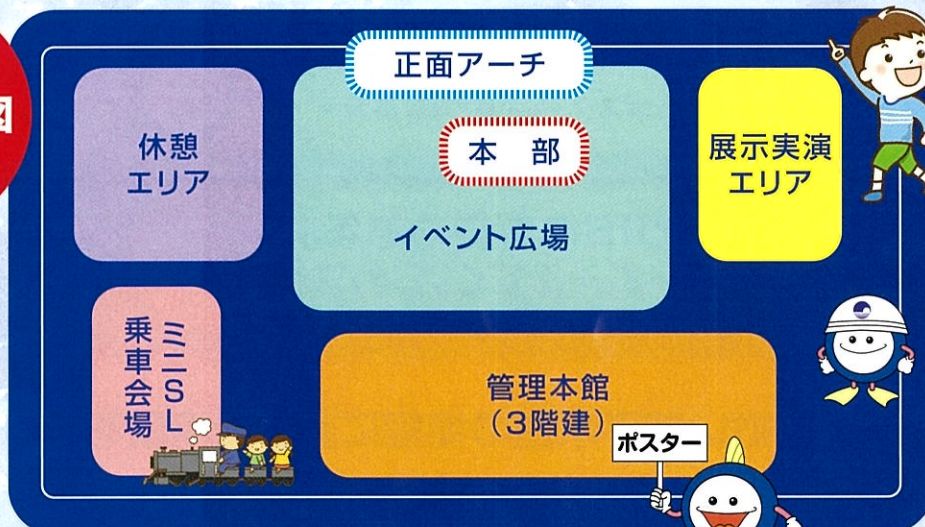 図
正面アーチ
休憩
エリア
本 部
展示実演
エリア
イベント広場
ミニSL
乗車会場
管理本館
(3階建)
ポスター